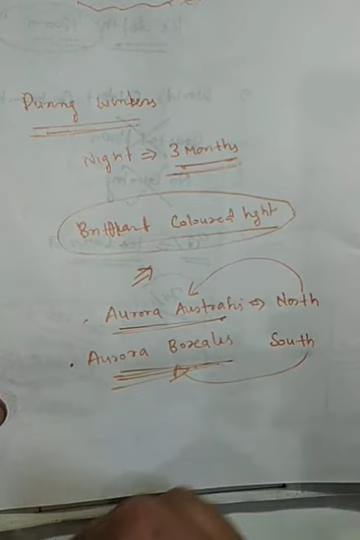 During winters
Night ⇒ 3 Months
Brilliant Coloured light
. Aurora Australis ⇒ North
. Aurora Borealis South